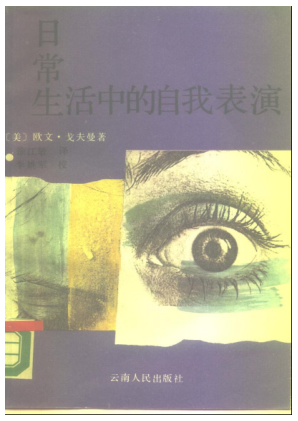 日
常
生活中的自我表演
〔美〕欧文·戈夫曼著
云南人民出版社